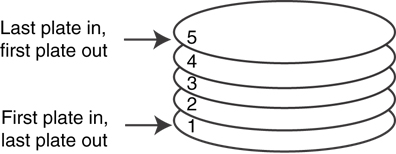 Last plate in,
first plate out
5
4
3
2
First plate in,
last plate out
1